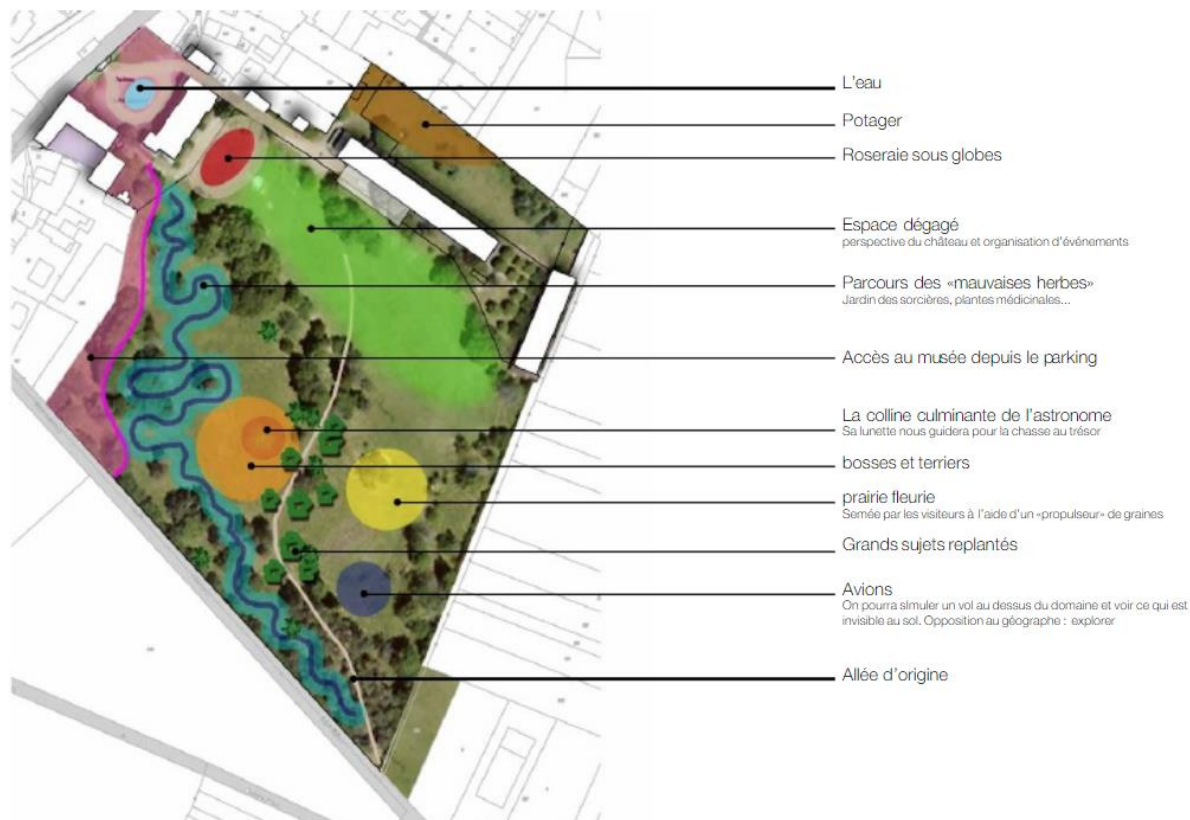 L'eau
Potager
Roseraie sous globes
Espace dégagé
perspective du château et organisation d'événements
Parcours des «mauvaises herbes»
Jardin des sorcières, plantes médicinales...
Accès au musée depuis le parking
La colline culminante de l'astronome
Sa lunette nous guidera pour la chasse au trésor
bosses et terriers
prairie fleurie
Semée par les visiteurs à l'aide d'un «propulseur» de graines
Grands sujets replantés
Avions
On pourra simuler un vol au dessus du domaine et voir ce qui est
invisible au sol. Opposition au géographe : explorer
Allée d'origine